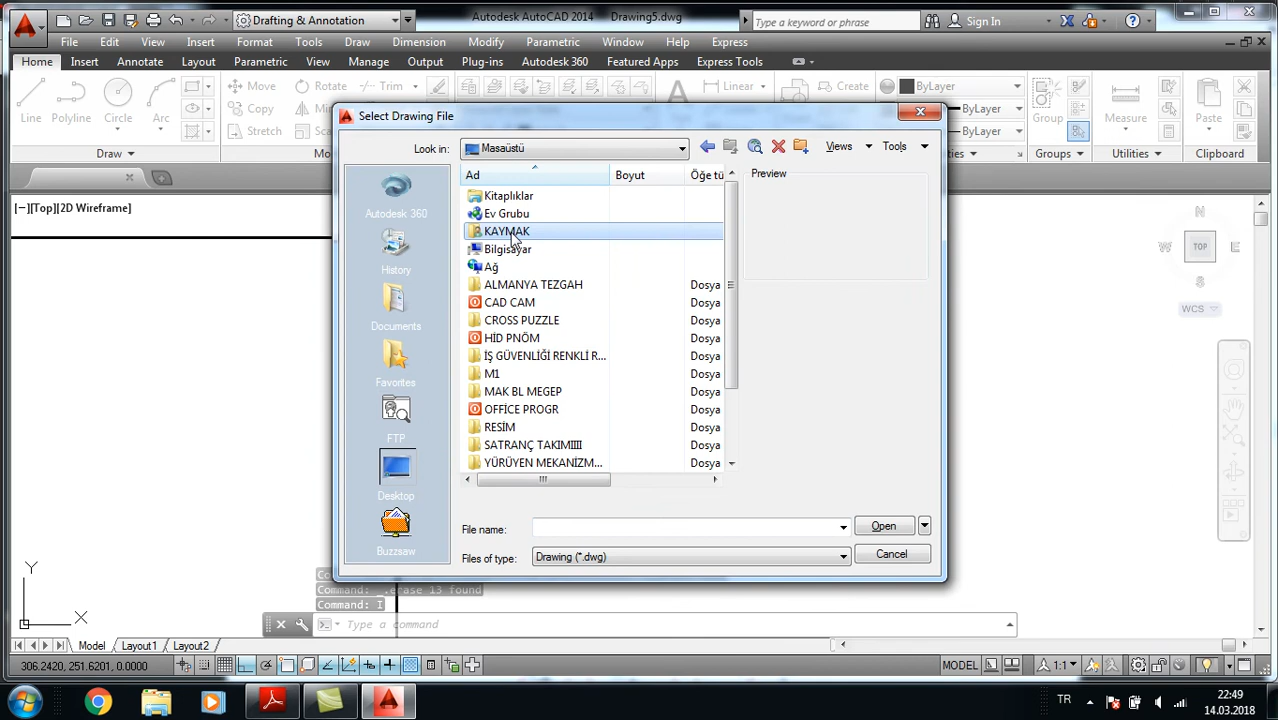 Drafting & Annotation
Autodesk AutoCAD 2014 Drawing5.dwg
Type a keyword or phrase
Sign In
File Edit View Insert Format Tools Draw Dimension Modify Parametric Window Help Express
Home Insert Annotate Layout Parametric View Manage Output Plug-ins Autodesk 360 Featured Apps Express Tools
Line Polyline Circle Arc
Move Trim
Copy
Stretch
Linear
Create
ByLayer
ByLayer
ByLayer
Group
Measure
Paste
Draw
Groups Utilities Clipboard
[−][Top][2D Wireframe]
Select Drawing File
Look in: Masaüstü
Views Tools
Ad Boyut Öğe tü
Preview
Kitaplıklar
Ev Grubu
KAYMAK
Bilgisayar
Ağ
ALMANYA TEZGAH Dosya
CAD CAM Dosya
CROSS PUZZLE Dosya
HİD PNÖM Dosya
İŞ GÜVENLİĞİ RENKLİ R... Dosya
M1 Dosya
MAK BL MEGEP Dosya
OFFİCE PROGR Dosya
RESİM Dosya
SATRANÇ TAKIMIIII Dosya
YÜRÜYEN MEKANİZM... Dosya
Autodesk 360
History
Documents
Favorites
FTP
Desktop
Buzzsaw
File name:
Open
Files of type: Drawing (*.dwg)
Cancel
N
W TOP E
S
WCS
Y
X
Command: _.erase 13 found
Command: I
Type a command
Model Layout1 Layout2
306.2420, 251.6201, 0.0000
MODEL
1:1
TR
22:49
14.03.2018